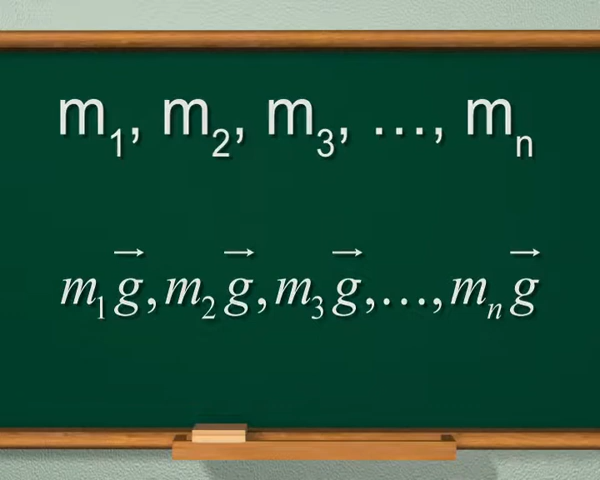 m₁, m₂, m₃, ..., mₙ
m₁g⃗, m₂g⃗, m₃g⃗, ..., mₙg⃗